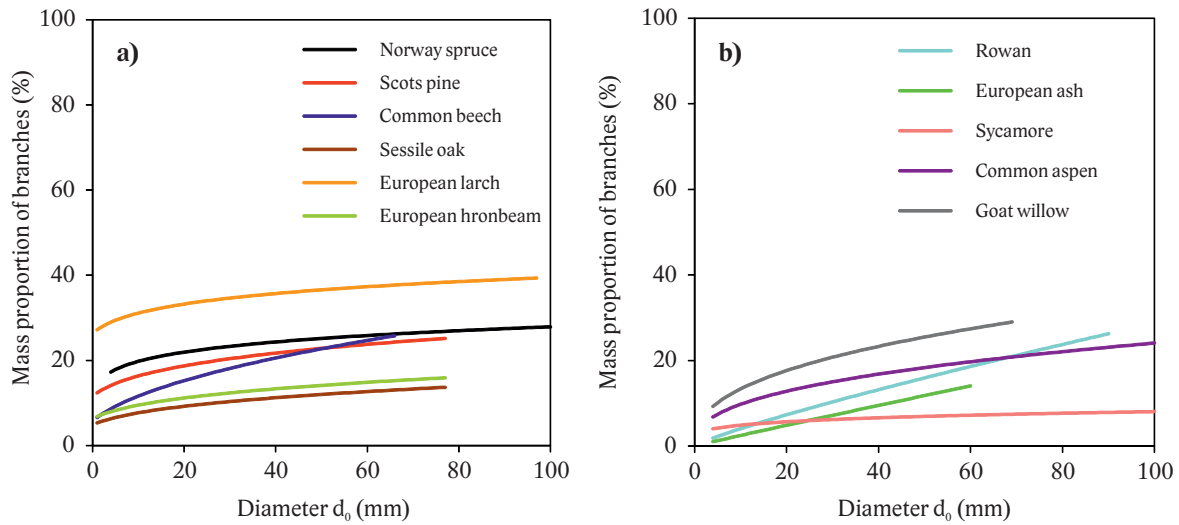 a)
Norway spruce
Scots pine
Common beech
Sessile oak
European larch
European hronbeam
Mass proportion of branches (%)
100
80
60
40
20
0
0 20 40 60 80 100
Diameter d₀ (mm)
b)
Rowan
European ash
Sycamore
Common aspen
Goat willow
Mass proportion of branches (%)
100
80
60
40
20
0
0 20 40 60 80 100
Diameter d₀ (mm)